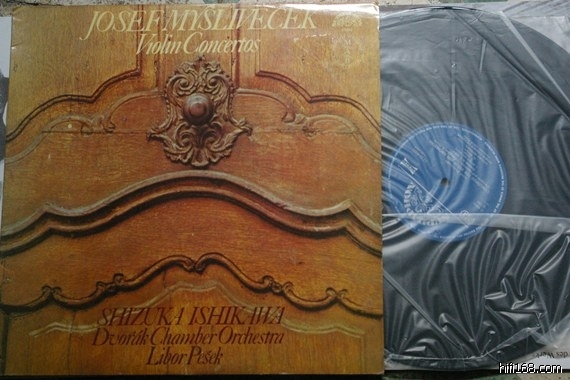 JOSEF MYSLIVEČEK
Violin Concertos
SHIZUKA ISHIKAWA
Dvořák Chamber Orchestra
Libor Pešek
hifi168.com